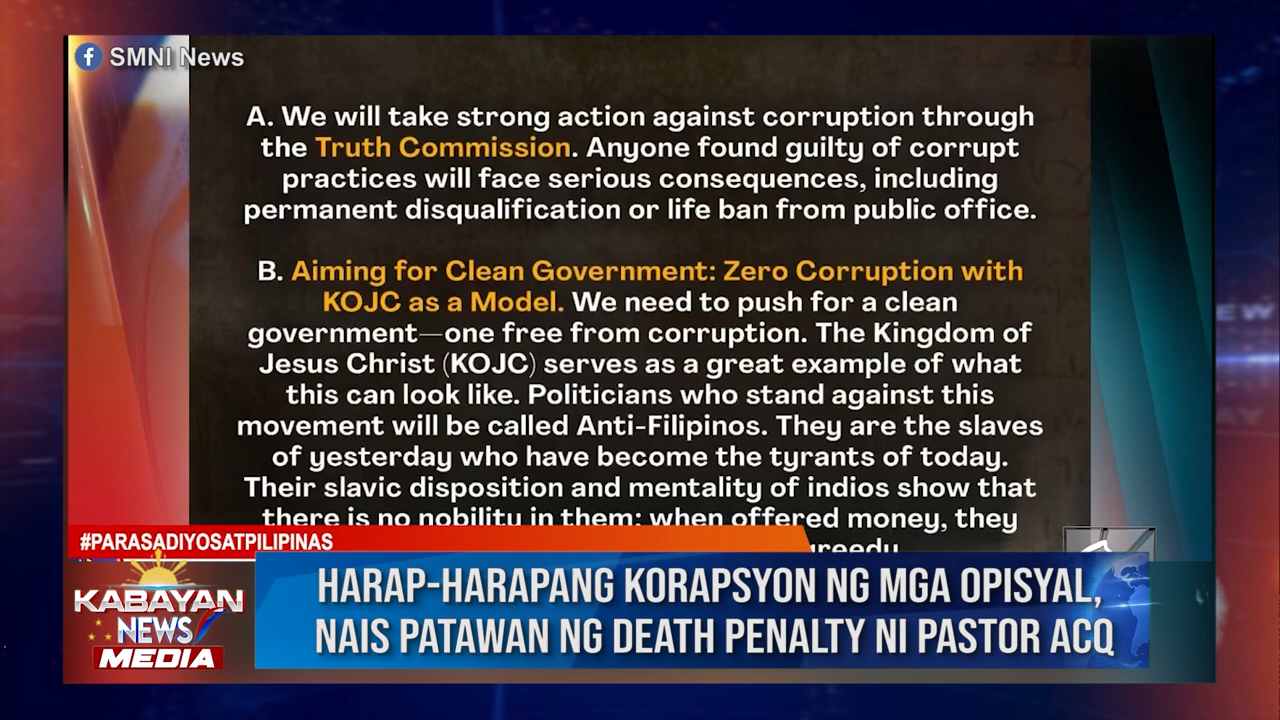 SMNI News
A. We will take strong action against corruption through
the Truth Commission. Anyone found guilty of corrupt
practices will face serious consequences, including
permanent disqualification or life ban from public office.
B. Aiming for Clean Government: Zero Corruption with
KOJC as a Model. We need to push for a clean
government—one free from corruption. The Kingdom of
Jesus Christ (KOJC) serves as a great example of what
this can look like. Politicians who stand against this
movement will be called Anti-Filipinos. They are the slaves
of yesterday who have become the tyrants of today.
Their slavic disposition and mentality of indios show that
there is no nobility in them; when offered money, they
greedy
#PARASADIYOSATPILIPINAS
KABAYAN
NEWS
MEDIA
HARAP-HARAPANG KORAPSYON NG MGA OPISYAL,
NAIS PATAWAN NG DEATH PENALTY NI PASTOR ACQ